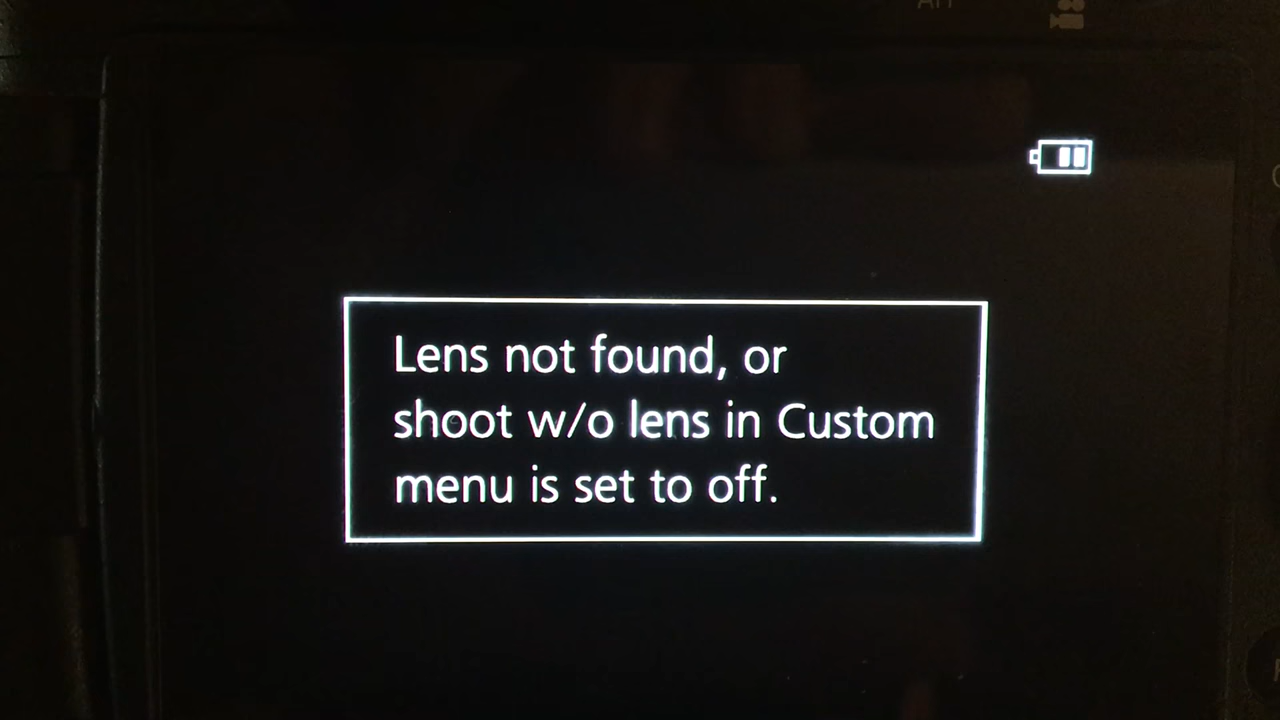 Lens not found, or
shoot w/o lens in Custom
menu is set to off.